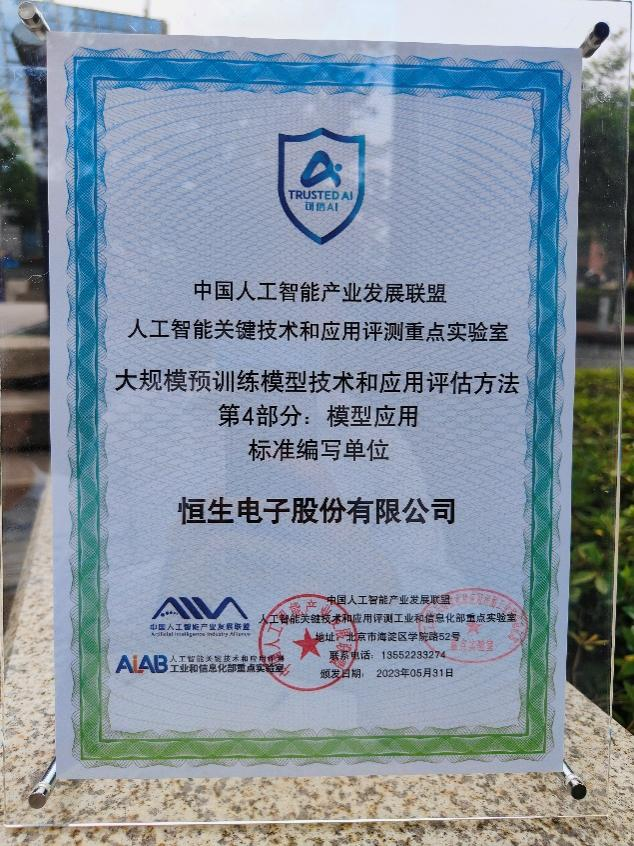 TRUSTED AI
可信AI
中国人工智能产业发展联盟
人工智能关键技术和应用评测重点实验室
大规模预训练模型技术和应用评估方法
第4部分：模型应用
标准编写单位
恒生电子股份有限公司
中国人工智能产业发展联盟
Artificial Intelligence Industry Alliance
AIAB 人工智能关键技术和应用评测
工业和信息化部重点实验室
中国人工智能产业发展联盟
人工智能关键技术和应用评测工业和信息化部重点实验室
地址：北京市海淀区学院路52号
联系电话：13552233274
颁发日期：2023年05月31日
重点实验室